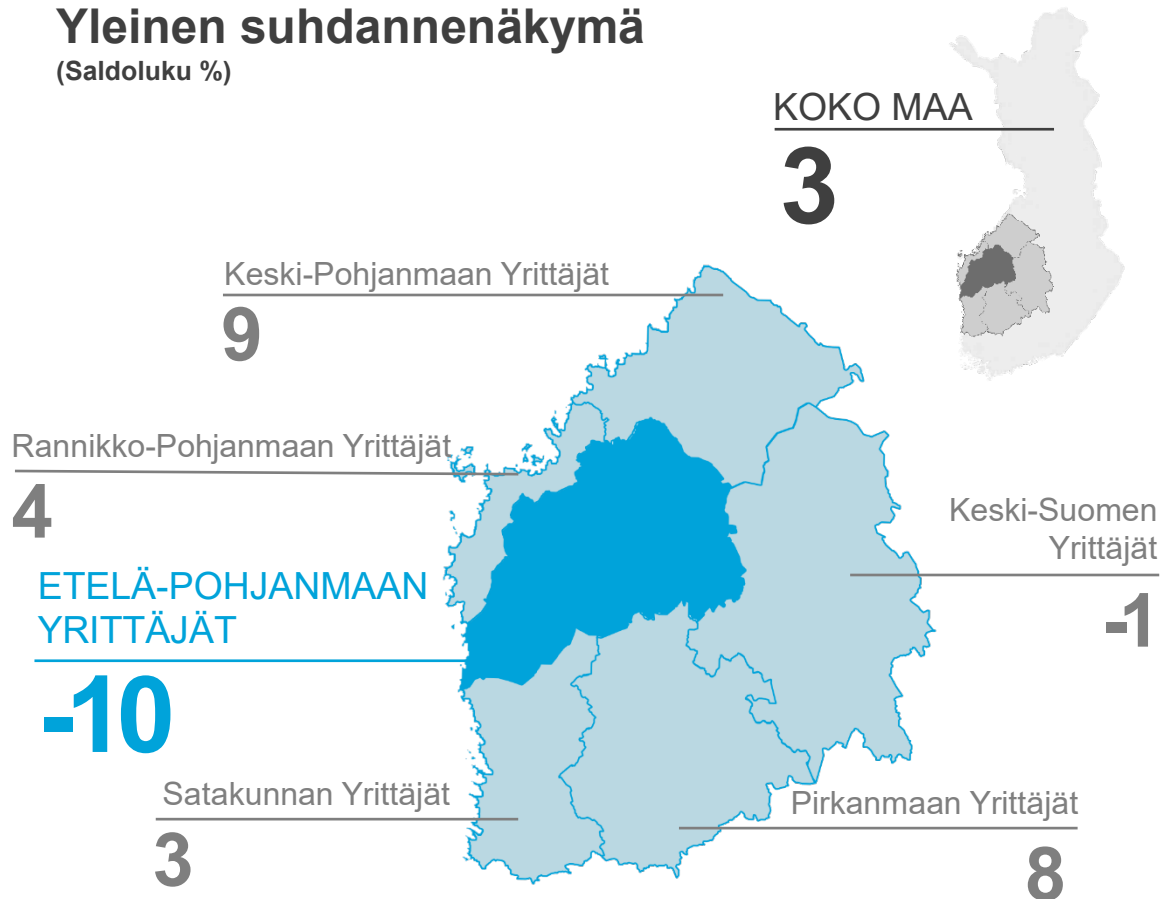 Yleinen suhdannenäkymä
(Saldoluku %)
KOKO MAA
3
Keski-Pohjanmaan Yrittäjät
9
Rannikko-Pohjanmaan Yrittäjät
4
Keski-Suomen
Yrittäjät
-1
ETELÄ-POHJANMAAN
YRITTÄJÄT
-10
Satakunnan Yrittäjät
3
Pirkanmaan Yrittäjät
8